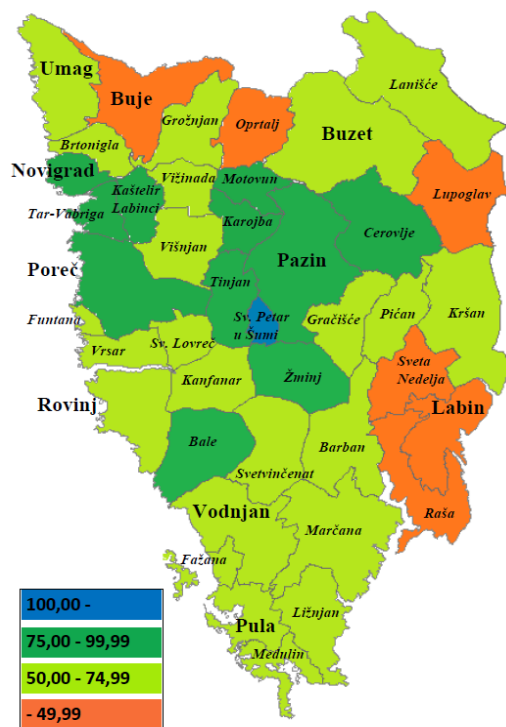 Umag
Buje
Lanišće
Grožnjan
Oprtalj
Buzet
Brtonigla
Novigrad
Vižinada
Motovun
Kaštelir
Labinci
Lupoglav
Tar-Vabriga
Karojba
Cerovlje
Višnjan
Pazin
Poreč
Tinjan
Sv. Petar
u Šumi
Gračišće
Pićan
Kršan
Funtana
Vrsar
Sv. Lovreč
Sveta
Nedelja
Kanfanar
Žminj
Rovinj
Labin
Bale
Barban
Svetvinčenat
Raša
Vodnjan
Marčana
Fažana
Ližnjan
Pula
Medulin
100,00 -
75,00 - 99,99
50,00 - 74,99
- 49,99